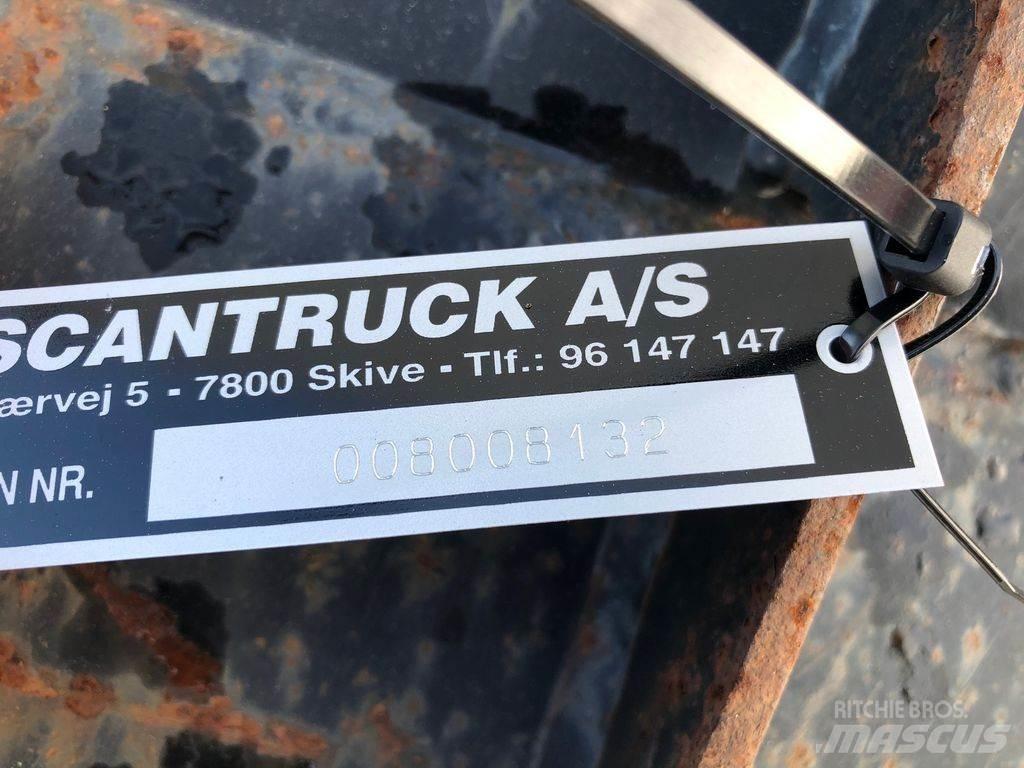 SCANTRUCK A/S
ærvej 5 - 7800 Skive - Tlf.: 96 147 147
N NR. 008008132
RITCHIE BROS.
MASCUS